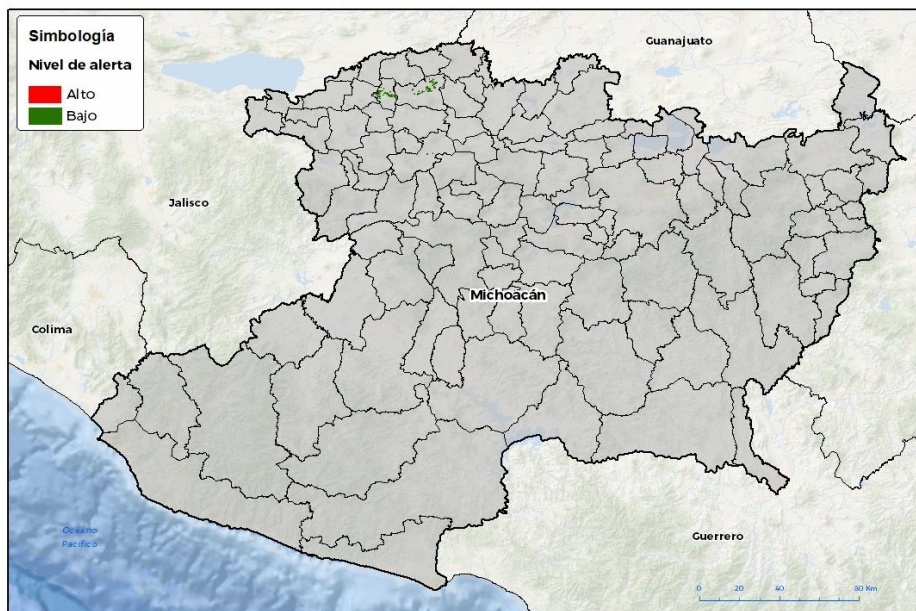 Simbología
Nivel de alerta
Alto
Bajo
Guanajuato
Jalisco
Michoacán
Colima
Océano
Pacífico
Guerrero
0 20 40 80 Km